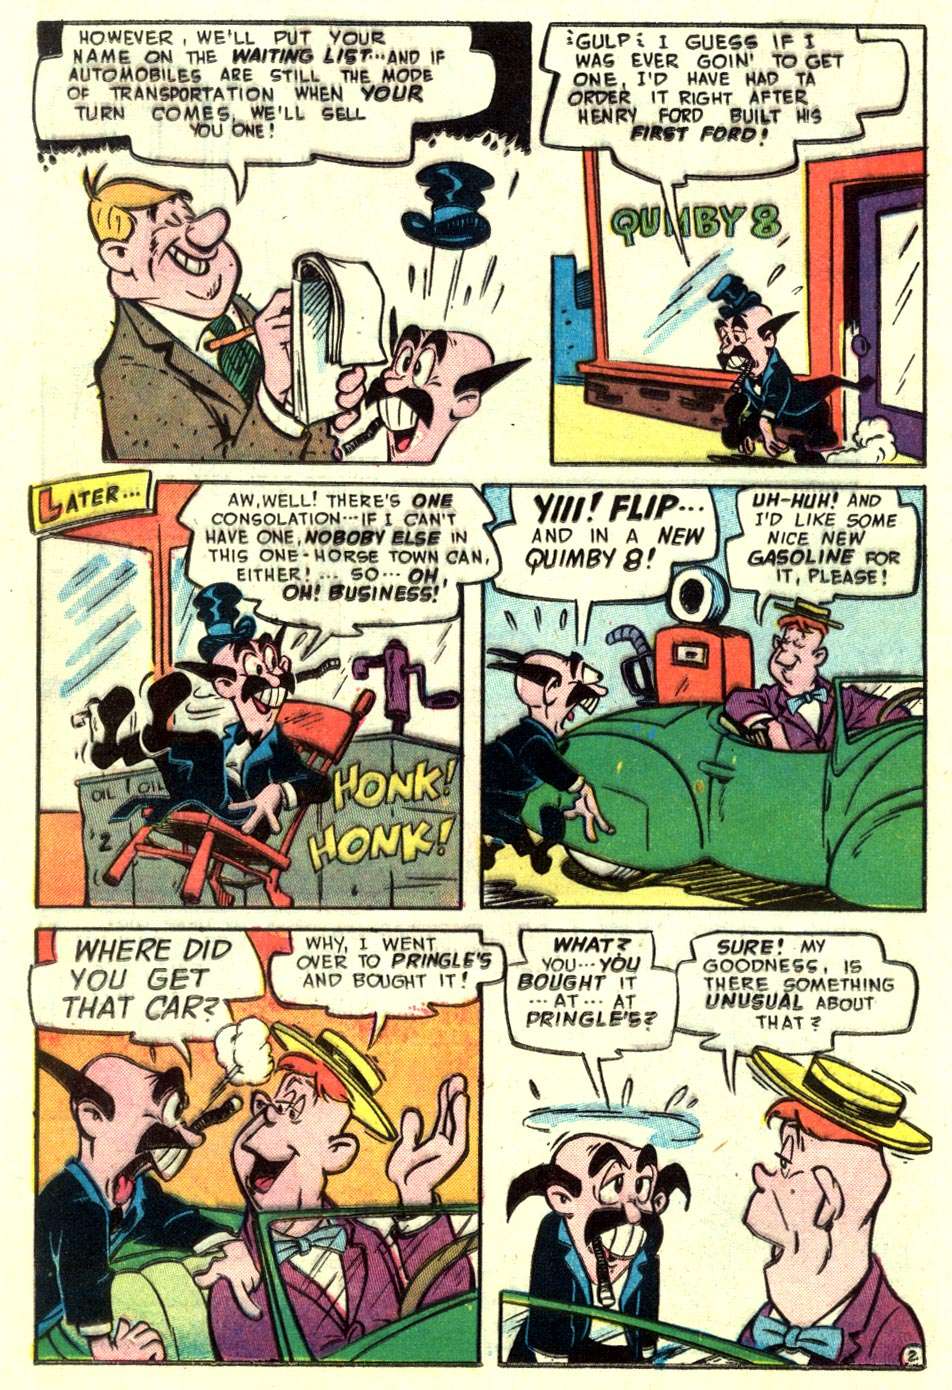 HOWEVER, WE'LL PUT YOUR
NAME ON THE WAITING LIST...AND IF
AUTOMOBILES ARE STILL THE MODE
OF TRANSPORTATION WHEN YOUR
TURN COMES, WE'LL SELL
YOU ONE!
:GULP: I GUESS IF I
WAS EVER GOIN' TO GET
ONE, I'D HAVE HAD TA
ORDER IT RIGHT AFTER
HENRY FORD BUILT HIS
FIRST FORD!
QUIMBY 8
LATER...
AW, WELL! THERE'S ONE
CONSOLATION...IF I CAN'T
HAVE ONE, NOBOBY ELSE IN
THIS ONE-HORSE TOWN CAN,
EITHER! ... SO... OH,
OH! BUSINESS!
OIL OIL
2
HONK!
HONK!
YIII! FLIP...
AND IN A NEW
QUIMBY 8!
UH-HUH! AND
I'D LIKE SOME
NICE NEW
GASOLINE FOR
IT, PLEASE!
WHERE DID
YOU GET
THAT CAR?
WHY, I WENT
OVER TO PRINGLE'S
AND BOUGHT IT!
WHAT?
YOU...YOU
BOUGHT IT
...AT...AT
PRINGLE'S?
SURE! MY
GOODNESS, IS
THERE SOMETHING
UNUSUAL ABOUT
THAT?
2